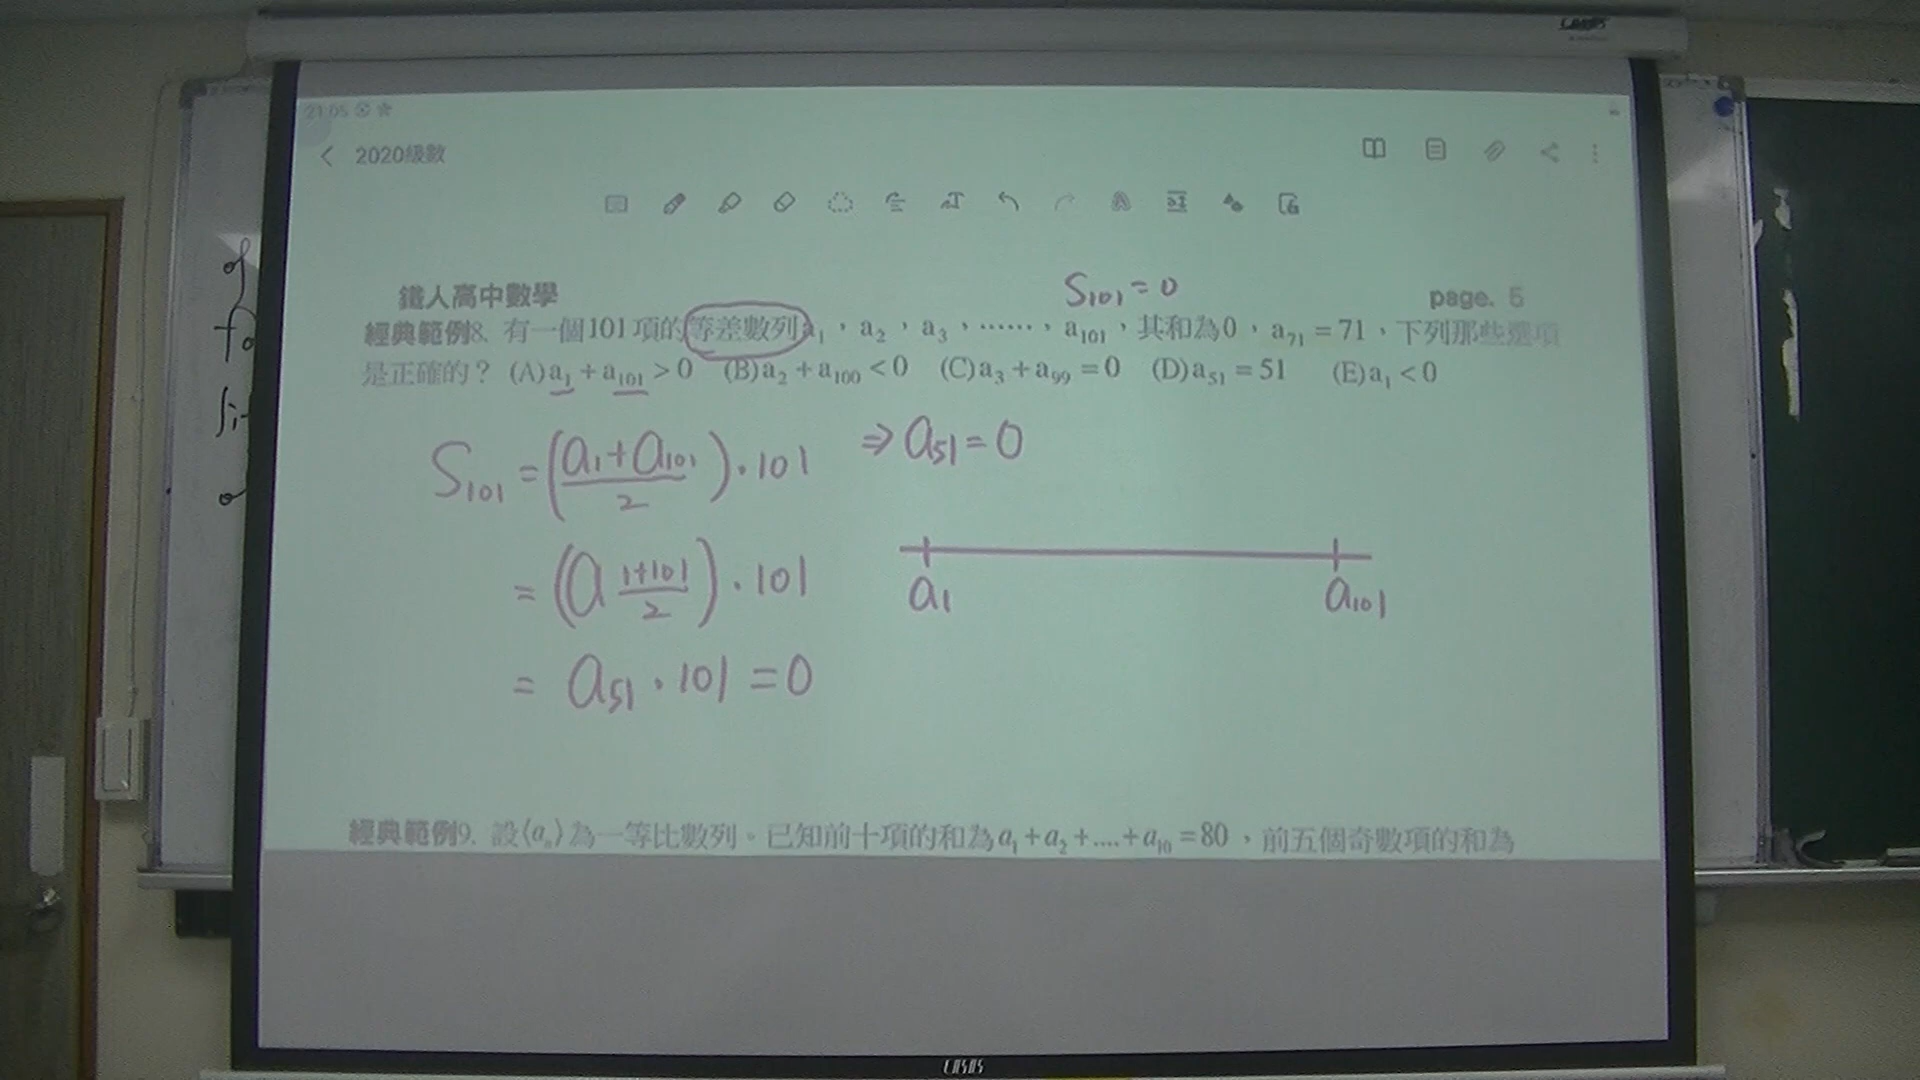 21:05
2020級數
鐵人高中數學
S₁₀₁ = 0
page. 5
經典範例8. 有一個101項的等差數列a₁，a₂，a₃，……，a₁₀₁，其和為0，a₇₁ = 71，下列那些選項
是正確的？ (A)a₁ + a₁₀₁ > 0 (B)a₂ + a₁₀₀ < 0 (C)a₃ + a₉₉ = 0 (D)a₅₁ = 51 (E)a₁ < 0
S₁₀₁ = ((a₁+a₁₀₁)/2)·101
⇒ a₅₁ = 0
= (a (1+101)/2)·101
a₁ a₁₀₁
= a₅₁·101 = 0
經典範例9. 設⟨aₙ⟩為一等比數列。已知前十項的和為a₁+a₂+....+a₁₀ = 80，前五個奇數項的和為